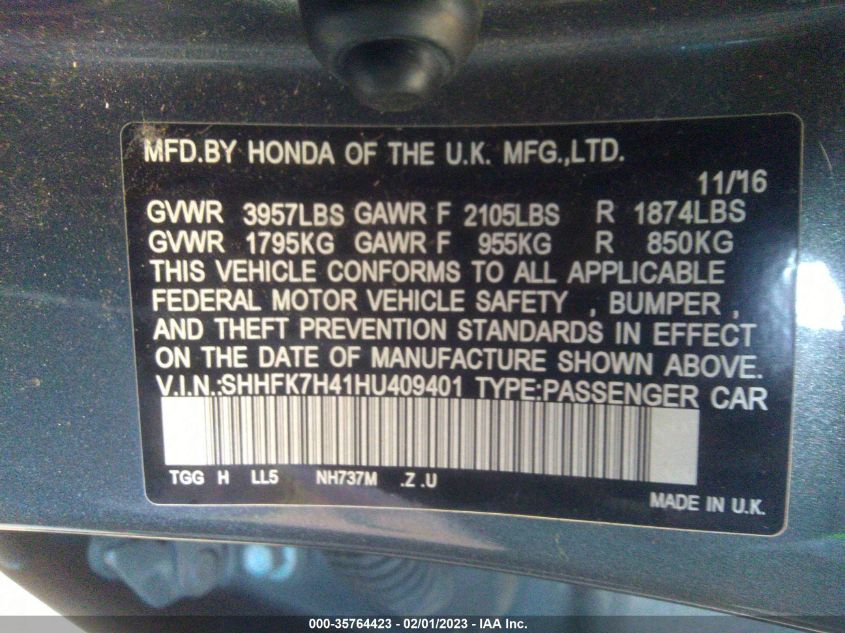 MFD.BY HONDA OF THE U.K. MFG.,LTD.
11/16
GVWR 3957LBS GAWR F 2105LBS R 1874LBS
GVWR 1795KG GAWR F 955KG R 850KG
THIS VEHICLE CONFORMS TO ALL APPLICABLE
FEDERAL MOTOR VEHICLE SAFETY , BUMPER ,
AND THEFT PREVENTION STANDARDS IN EFFECT
ON THE DATE OF MANUFACTURE SHOWN ABOVE.
V.I.N.:SHHFK7H41HU409401 TYPE:PASSENGER CAR
TGG H LL5 NH737M .Z .U
MADE IN U.K.
000-35764423 - 02/01/2023 - IAA Inc.